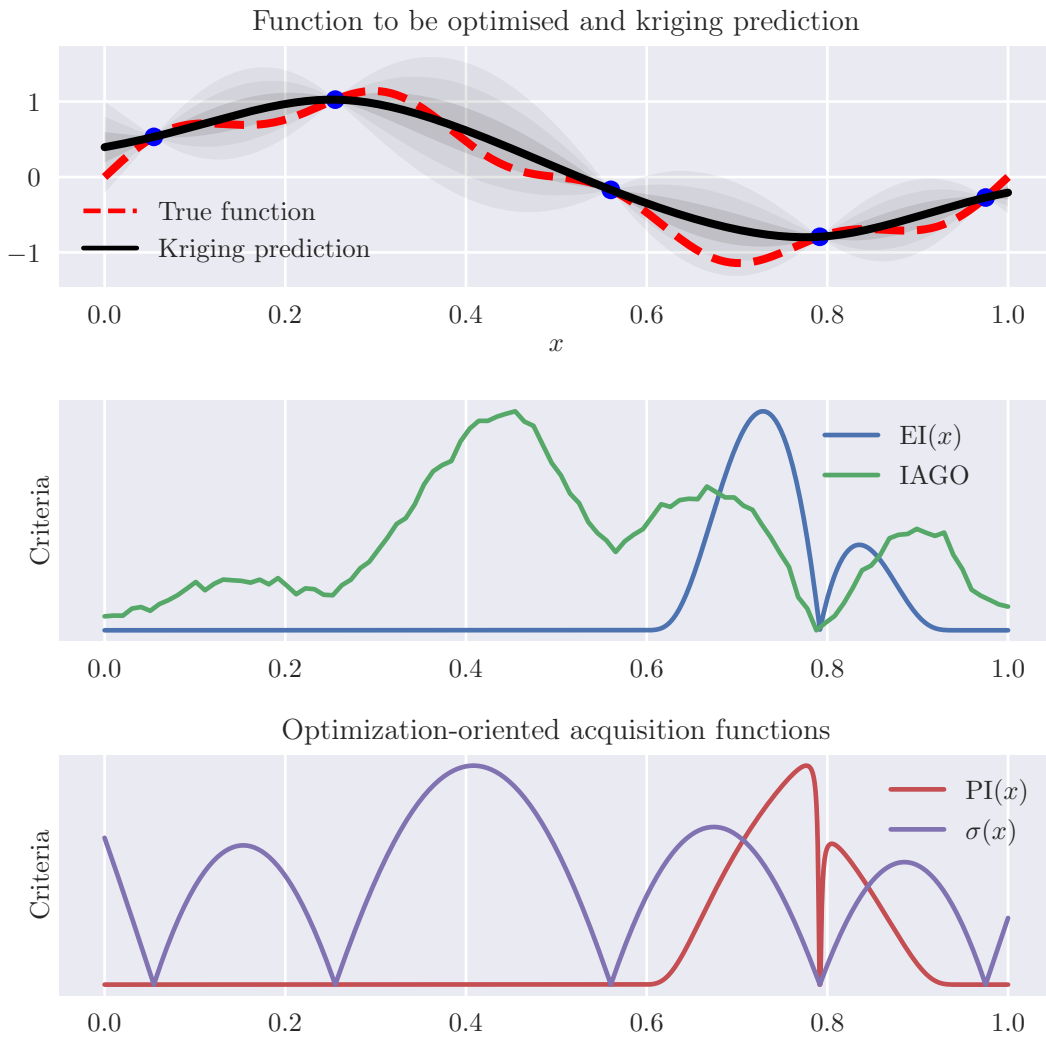 Function to be optimised and kriging prediction
1
0
−1
True function
Kriging prediction
0.0 0.2 0.4 0.6 0.8 1.0
x
Criteria
EI(x)
IAGO
0.0 0.2 0.4 0.6 0.8 1.0
Optimization-oriented acquisition functions
Criteria
PI(x)
σ(x)
0.0 0.2 0.4 0.6 0.8 1.0